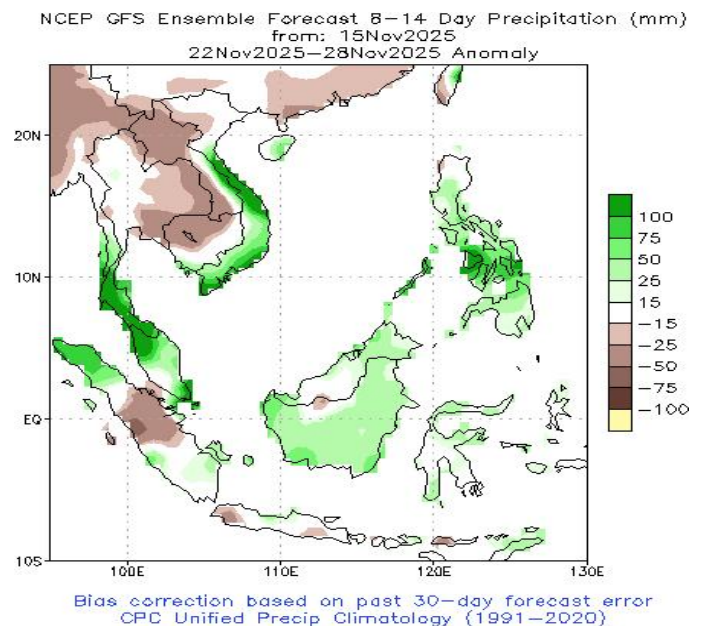 NCEP GFS Ensemble Forecast 8-14 Day Precipitation (mm)
from: 15Nov2025
22Nov2025-28Nov2025 Anomaly
20N
10N
EQ
10S
100E
110E
120E
130E
100
75
50
25
15
-15
-25
-50
-75
-100
Bias correction based on past 30-day forecast error
CPC Unified Precip Climatology (1991-2020)